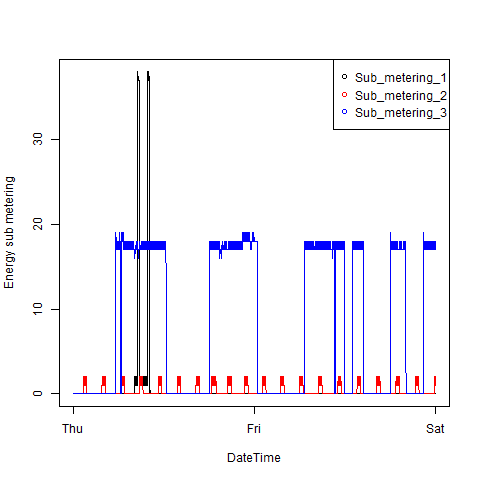 Sub_metering_1
Sub_metering_2
Sub_metering_3
Energy sub metering
30
20
10
0
Thu
Fri
Sat
DateTime